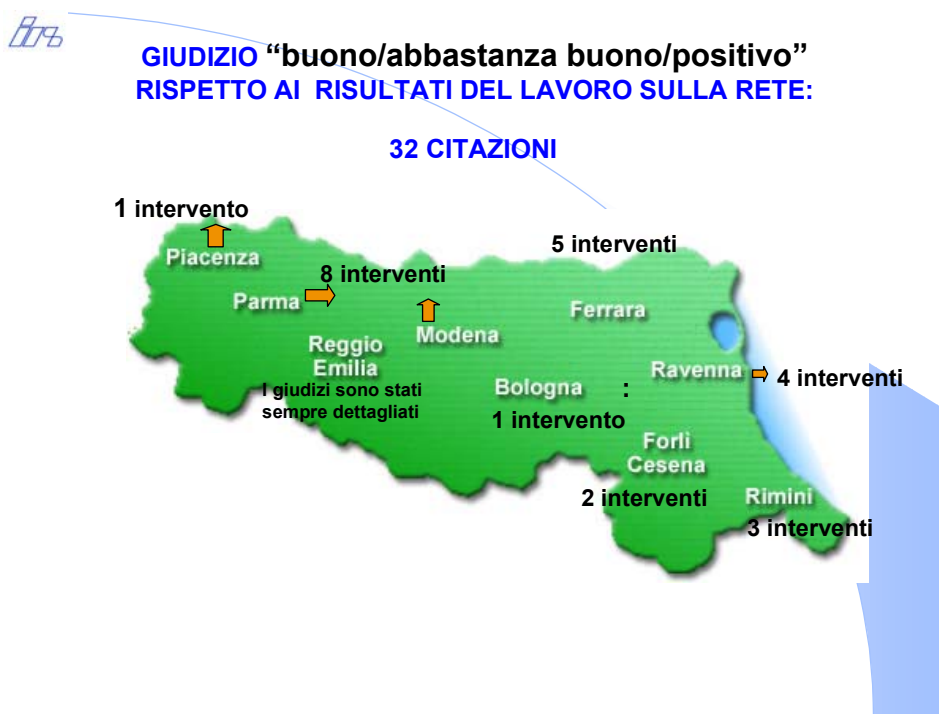 irs
GIUDIZIO “buono/abbastanza buono/positivo”
RISPETTO AI RISULTATI DEL LAVORO SULLA RETE:
32 CITAZIONI
1 intervento
5 interventi
Piacenza
8 interventi
Parma
Ferrara
Modena
Reggio
Emilia
Ravenna
4 interventi
I giudizi sono stati
sempre dettagliati
Bologna :
1 intervento
Forlì
Cesena
2 interventi
Rimini
3 interventi